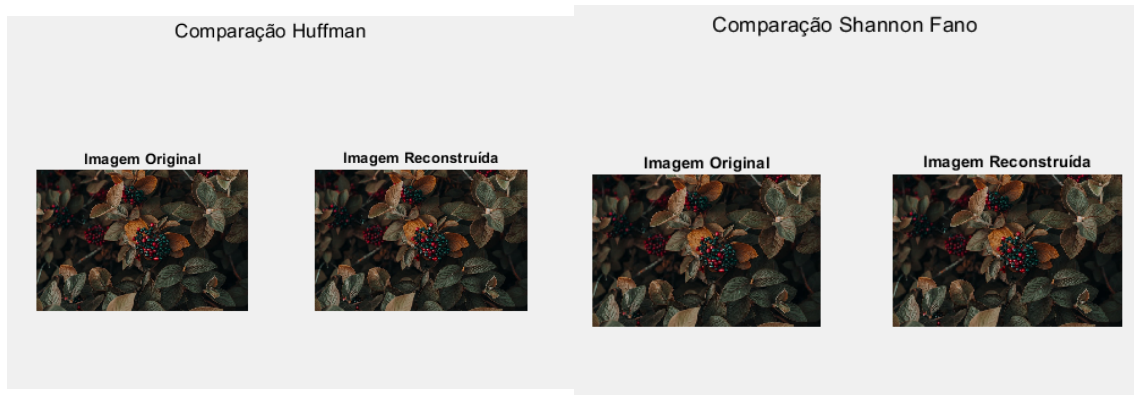 Comparação Huffman
Imagem Original
Imagem Reconstruída
Comparação Shannon Fano
Imagem Original
Imagem Reconstruída